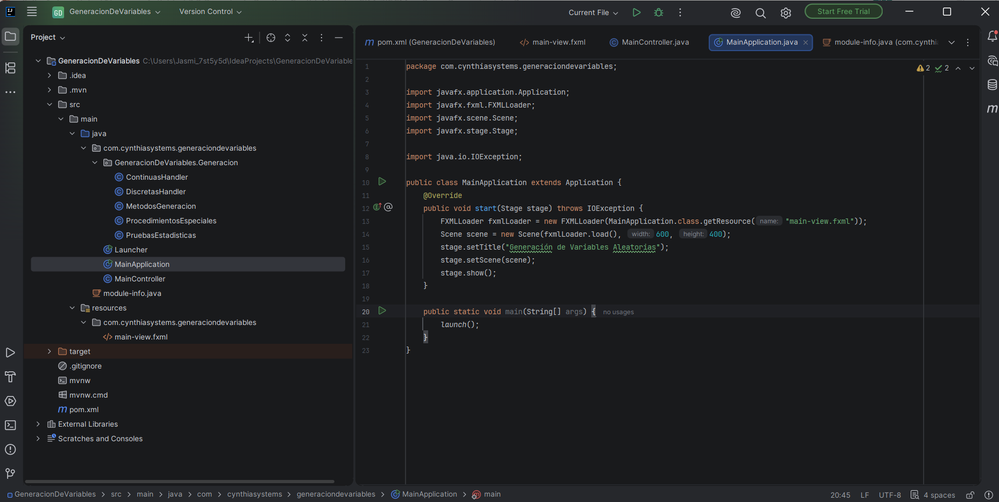 GD GeneracionDeVariables Version Control Current File Start Free Trial
Project
pom.xml (GeneracionDeVariables) main-view.fxml MainController.java MainApplication.java module-info.java (com.cynthi
GeneracionDeVariables C:\Users\Jasmi_7st5y5d\IdeaProjects\GeneracionDeVariable
.idea
.mvn
src
main
java
com.cynthiasystems.generaciondevariables
GeneracionDeVariables.Generacion
ContinuasHandler
DiscretasHandler
MetodosGeneracion
ProcedimientosEspeciales
PruebasEstadisticas
Launcher
MainApplication
MainController
module-info.java
resources
com.cynthiasystems.generaciondevariables
main-view.fxml
target
.gitignore
mvnw
mvnw.cmd
pom.xml
External Libraries
Scratches and Consoles
2 2
1 package com.cynthiasystems.generaciondevariables;
2
3 import javafx.application.Application;
4 import javafx.fxml.FXMLLoader;
5 import javafx.scene.Scene;
6 import javafx.stage.Stage;
7
8 import java.io.IOException;
9
10 public class MainApplication extends Application {
11 @Override
12 public void start(Stage stage) throws IOException {
13 FXMLLoader fxmlLoader = new FXMLLoader(MainApplication.class.getResource( name: "main-view.fxml"));
14 Scene scene = new Scene(fxmlLoader.load(), width: 600, height: 400);
15 stage.setTitle("Generación de Variables Aleatorias");
16 stage.setScene(scene);
17 stage.show();
18 }
19
20 public static void main(String[] args) { no usages
21 launch();
22 }
23 }
GeneracionDeVariables > src > main > java > com > cynthiasystems > generaciondevariables > MainApplication > main 20:45 LF UTF-8 4 spaces